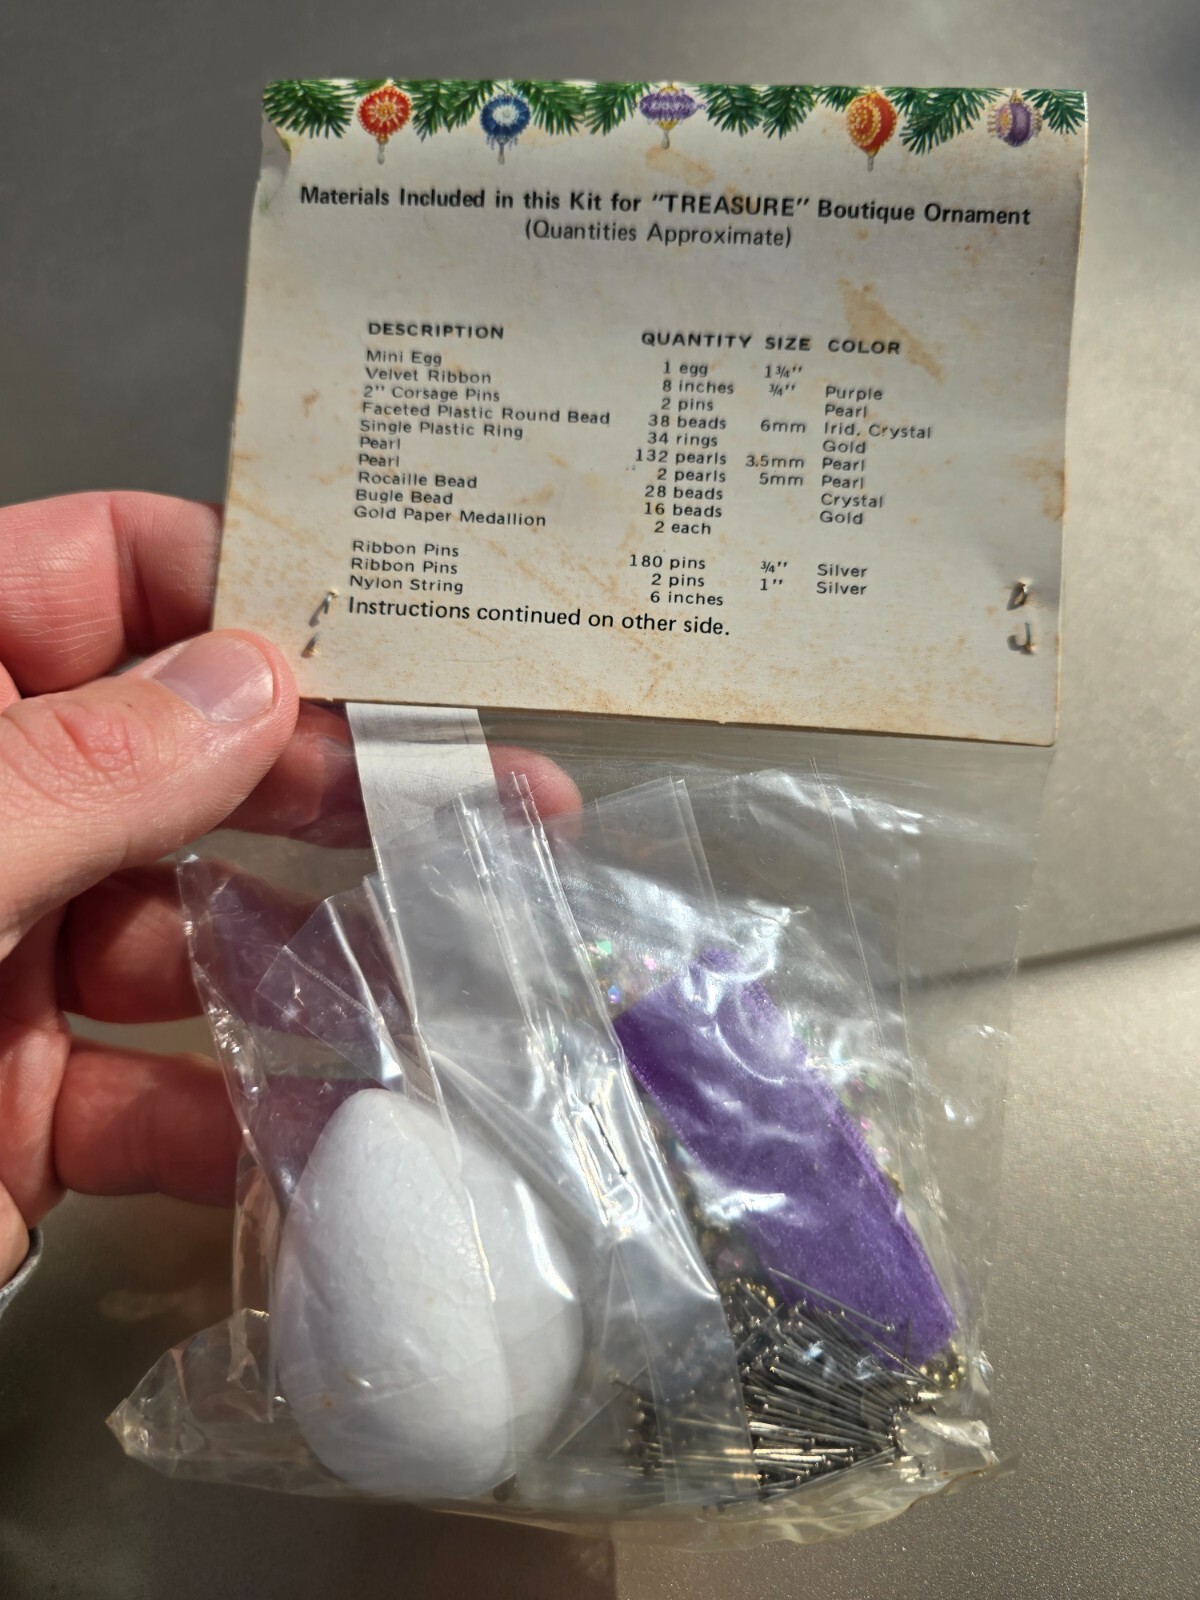 Materials Included in this Kit for "TREASURE" Boutique Ornament
(Quantities Approximate)
DESCRIPTION QUANTITY SIZE COLOR
Mini Egg 1 egg 1 3/4"
Velvet Ribbon 8 inches 3/4" Purple
2" Corsage Pins 2 pins Pearl
Faceted Plastic Round Bead 38 beads 6mm Irid. Crystal
Single Plastic Ring 34 rings Gold
Pearl 132 pearls 3.5mm Pearl
Pearl 2 pearls 5mm Pearl
Rocaille Bead 28 beads Crystal
Bugle Bead 16 beads Gold
Gold Paper Medallion 2 each
Ribbon Pins 180 pins 3/4" Silver
Ribbon Pins 2 pins 1" Silver
Nylon String 6 inches
Instructions continued on other side.